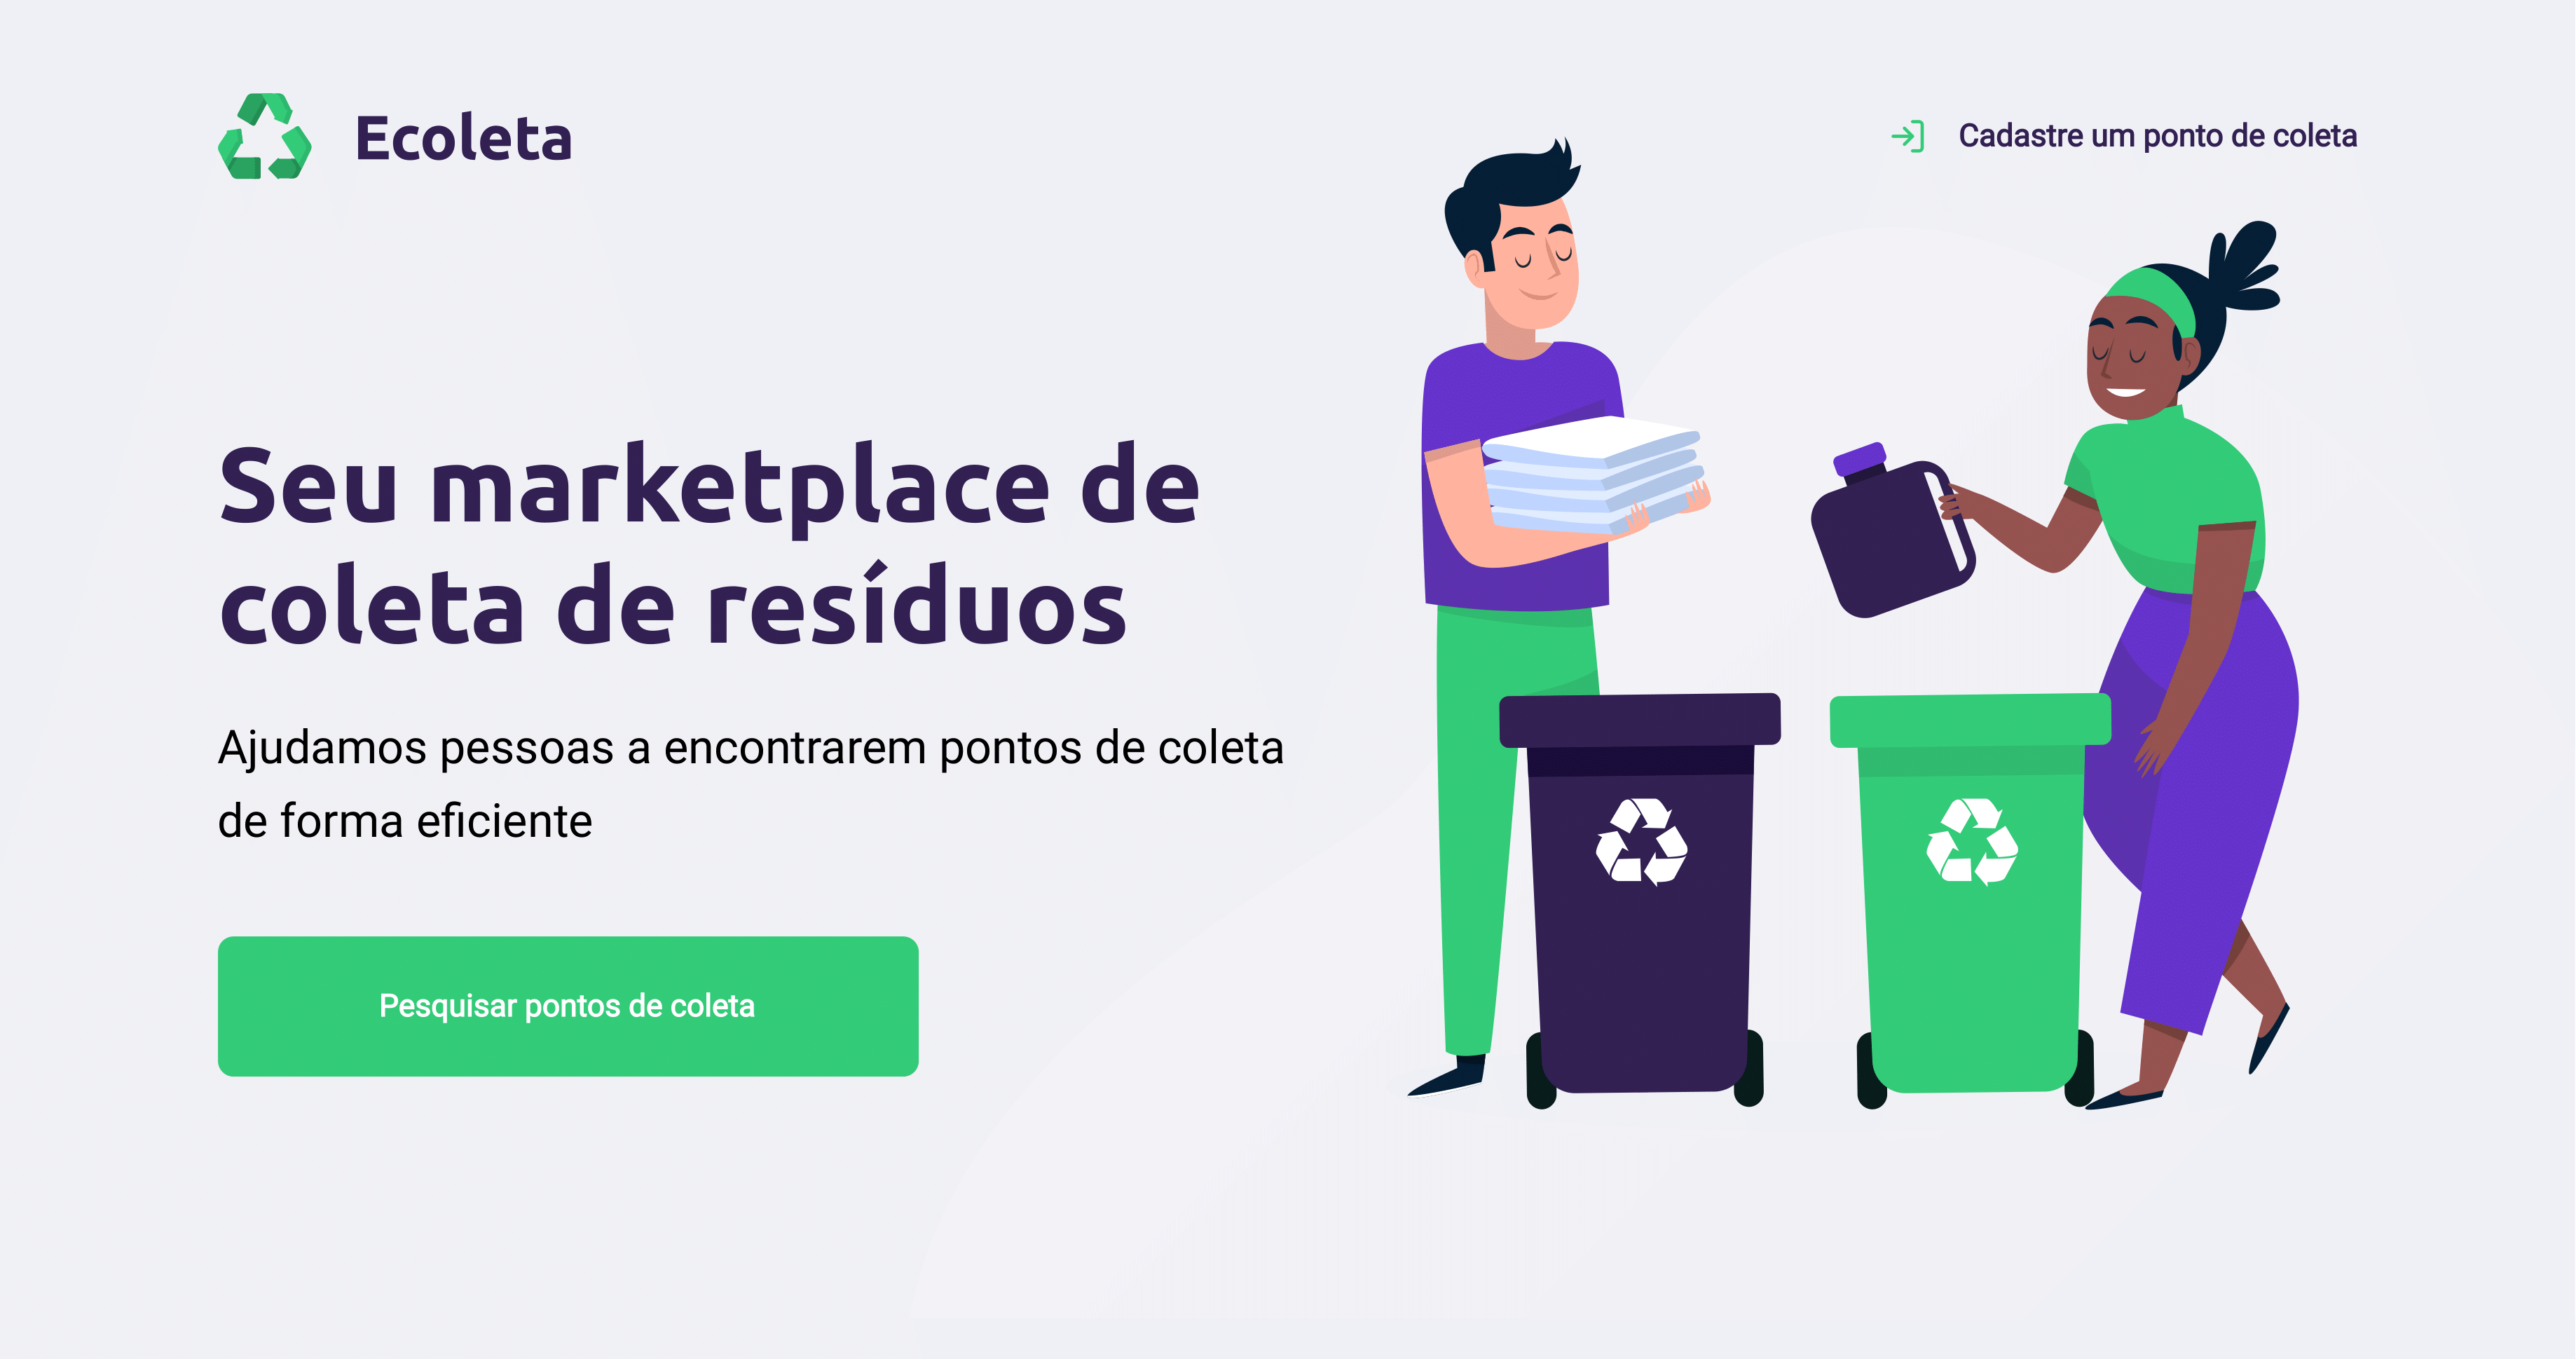 Ecoleta
Cadastre um ponto de coleta
Seu marketplace de
coleta de resíduos
Ajudamos pessoas a encontrarem pontos de coleta
de forma eficiente
Pesquisar pontos de coleta